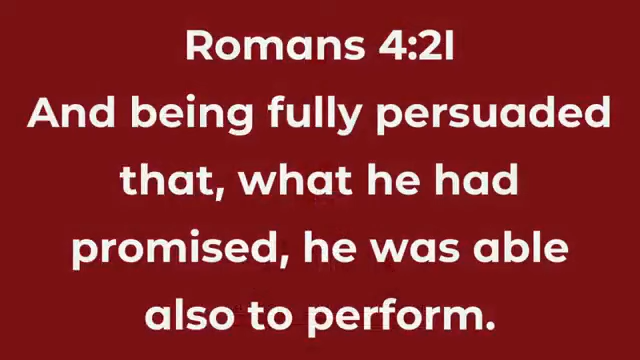 Romans 4:21
And being fully persuaded
that, what he had
promised, he was able
also to perform.